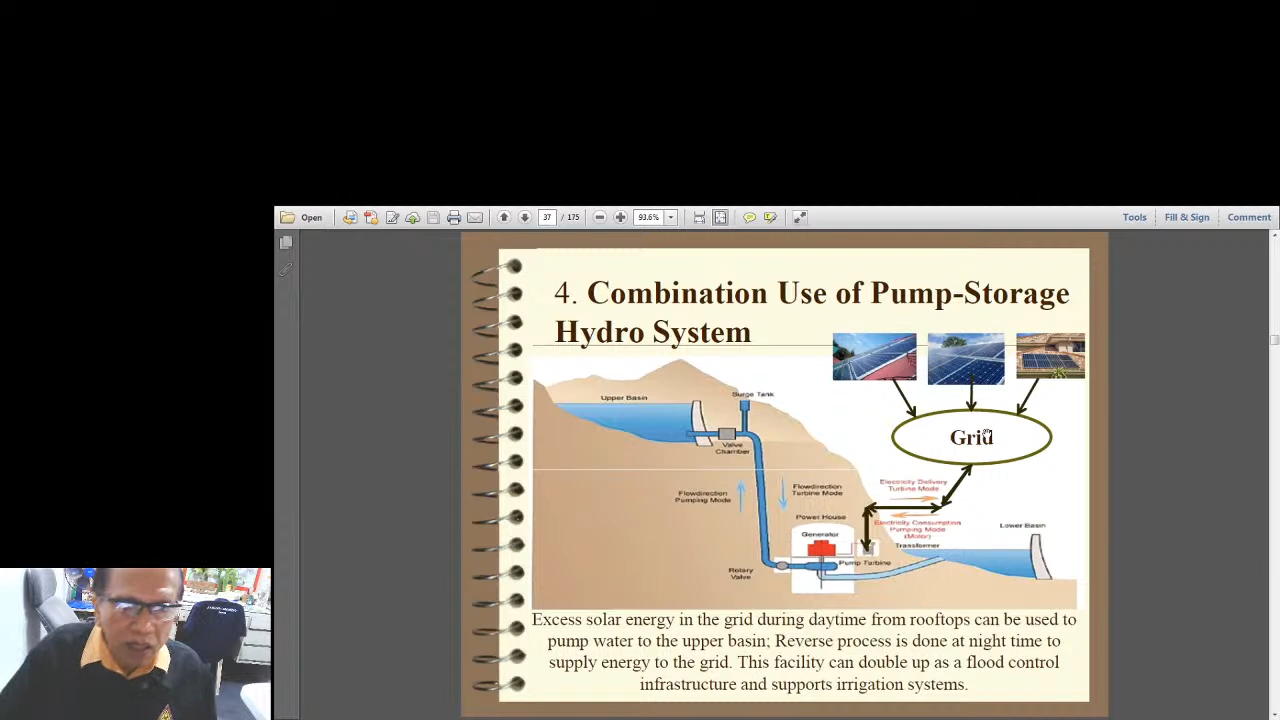 Open
37 / 175
93.6%
Tools
Fill & Sign
Comment
4. Combination Use of Pump-Storage
Hydro System
Grid
Upper Basin
Surge Tank
Valve
Chamber
Flowdirection
Pumping Mode
Flowdirection
Turbine Mode
Electricity Delivery
Turbine Mode
Electricity Consumption
Pumping Mode
(Motor)
Power House
Generator
Transformer
Lower Basin
Pump Turbine
Rotary
Valve
Excess solar energy in the grid during daytime from rooftops can be used to
pump water to the upper basin; Reverse process is done at night time to
supply energy to the grid. This facility can double up as a flood control
infrastructure and supports irrigation systems.